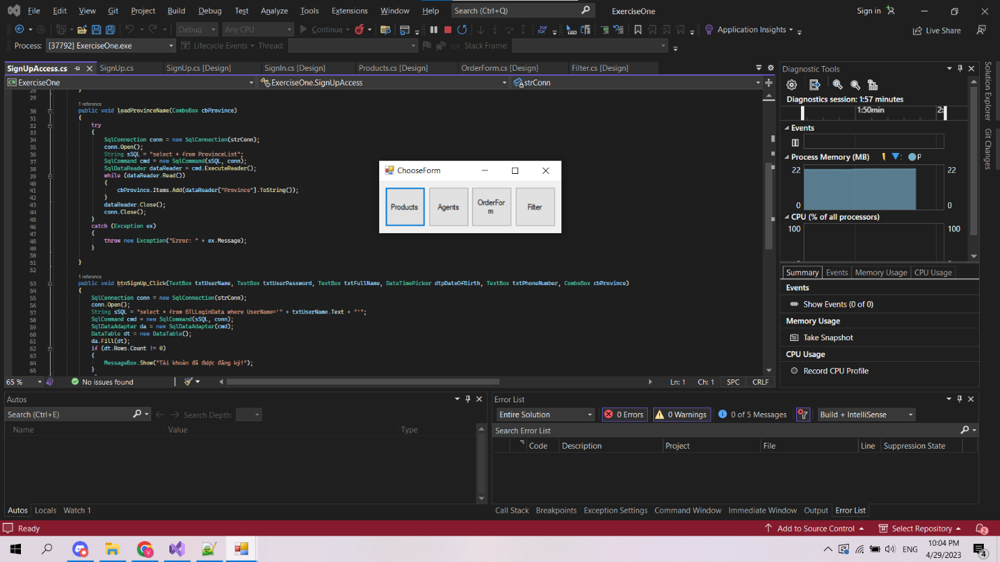 File Edit View Git Project Build Debug Test Analyze Tools Extensions Window Help Search (Ctrl+Q) ExerciseOne Sign in
Debug Any CPU Continue Application Insights Live Share
Process: [37792] ExerciseOne.exe Lifecycle Events Thread: Stack Frame:
SignUpAccess.cs SignUp.cs SignUp.cs [Design] SignIn.cs [Design] Products.cs [Design] OrderForm.cs [Design] Filter.cs [Design]
ExerciseOne ExerciseOne.SignUpAccess strConn
28 }
29
1 reference
30 public void loadProvinceName(ComboBox cbProvince)
31 {
32 try
33 {
34 SqlConnection conn = new SqlConnection(strConn);
35 conn.Open();
36 String sSQL = "select * from ProvinceList";
37 SqlCommand cmd = new SqlCommand(sSQL, conn);
38 SqlDataReader dataReader = cmd.ExecuteReader();
39 while (dataReader.Read())
40 {
41 cbProvince.Items.Add(dataReader["Province"].ToString());
42 }
43 dataReader.Close();
44 conn.Close();
45 }
46 catch (Exception ex)
47 {
48 throw new Exception("Error: " + ex.Message);
49 }
50
51 }
52
1 reference
53 public void btnSignUp_Click(TextBox txtUserName, TextBox txtUserPassword, TextBox txtFullName, DateTimePicker dtpDateOfBirth, TextBox txtPhoneNumber, ComboBox cbProvince)
54 {
55 SqlConnection conn = new SqlConnection(strConn);
56 conn.Open();
57 String sSQL = "select * from BTLLoginData where UserName='" + txtUserName.Text + "'";
58 SqlCommand cmd = new SqlCommand(sSQL, conn);
59 SqlDataAdapter da = new SqlDataAdapter(cmd);
60 DataTable dt = new DataTable();
61 da.Fill(dt);
62 if (dt.Rows.Count != 0)
63 {
64 MessageBox.Show("Tài khoản đã được đăng ký!");
65 }
65 % No issues found Ln: 1 Ch: 1 SPC CRLF
ChooseForm
Products Agents OrderFor
m Filter
Diagnostic Tools
Diagnostics session: 1:57 minutes
1:50min 2:
Events
Process Memory (MB) P
22 22
0 0
CPU (% of all processors)
100 100
Summary Events Memory Usage CPU Usage
Events
Show Events (0 of 0)
Memory Usage
Take Snapshot
CPU Usage
Record CPU Profile
Solution Explorer
Git Changes
Autos
Search (Ctrl+E) Search Depth:
Name Value Type
Autos Locals Watch 1
Error List
Entire Solution 0 Errors 0 Warnings 0 of 5 Messages Build + IntelliSense
Search Error List
Code Description Project File Line Suppression State
Call Stack Breakpoints Exception Settings Command Window Immediate Window Output Error List
Ready Add to Source Control Select Repository 2
ENG 10:04 PM
4/29/2023 4